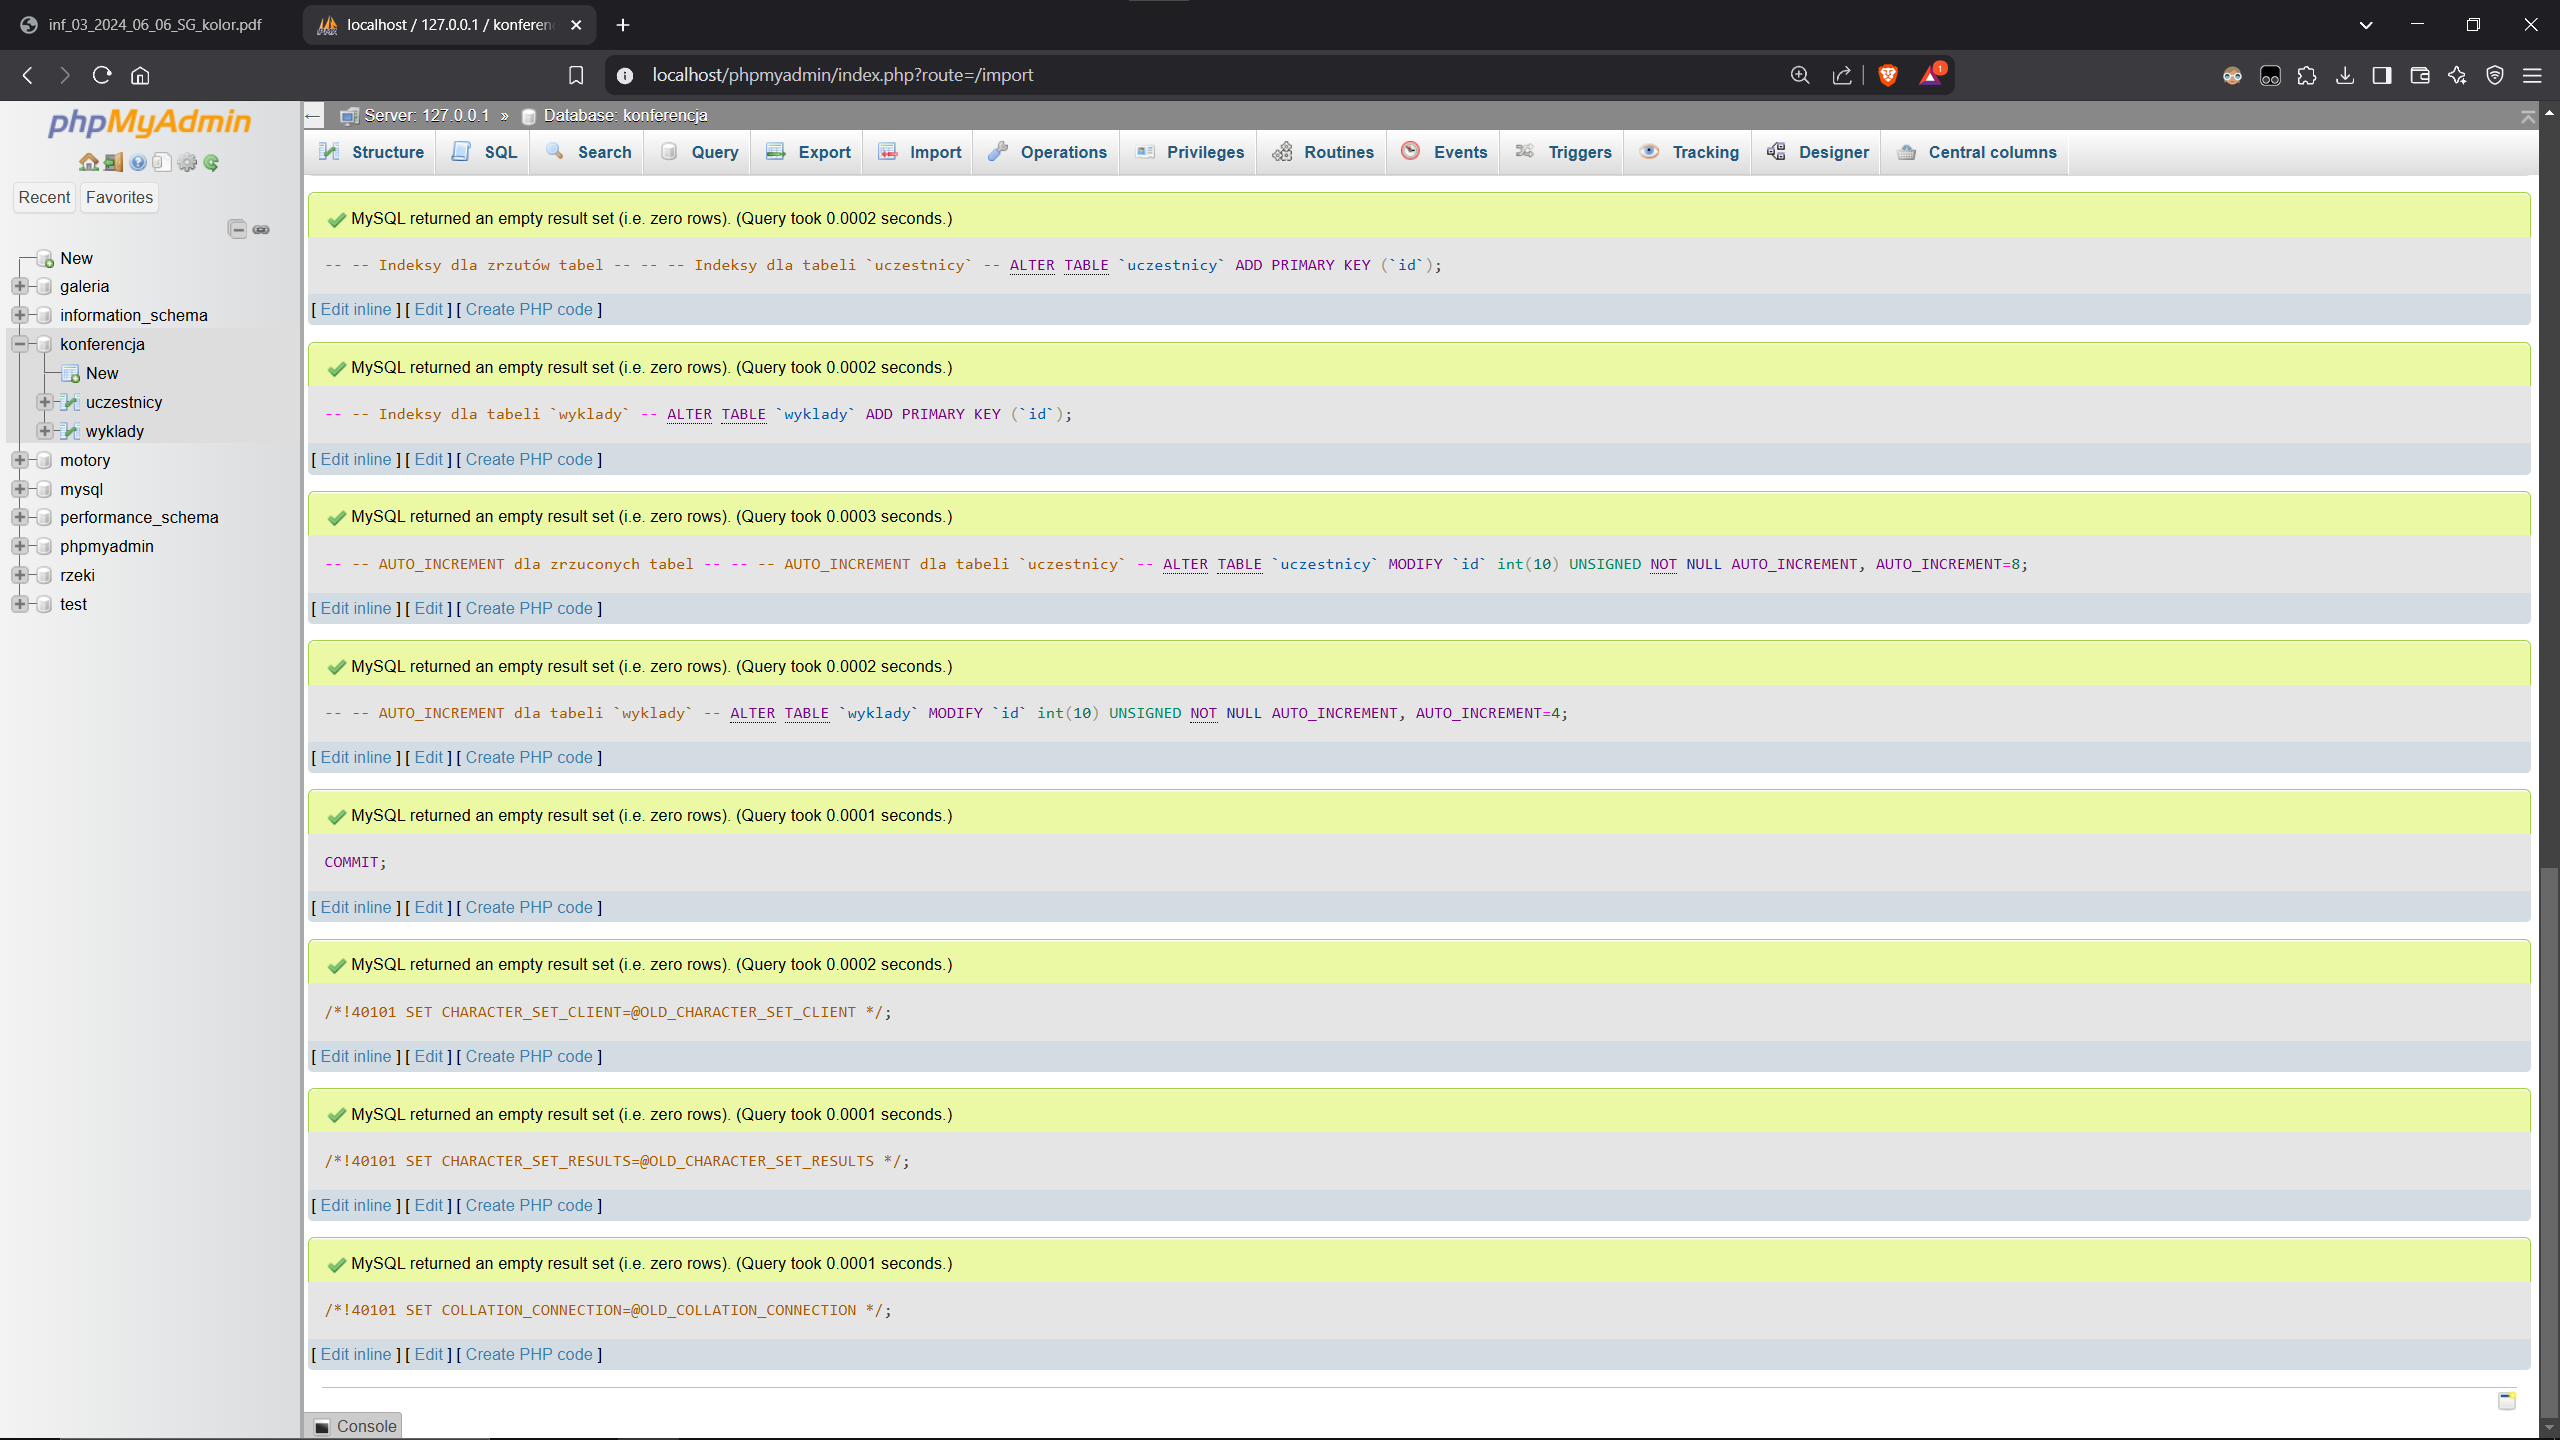 inf_03_2024_06_06_SG_kolor.pdf
localhost / 127.0.0.1 / konferen
localhost/phpmyadmin/index.php?route=/import
1
phpMyAdmin
Recent
Favorites
New
galeria
information_schema
konferencja
New
uczestnicy
wyklady
motory
mysql
performance_schema
phpmyadmin
rzeki
test
Server: 127.0.0.1 » Database: konferencja
Structure SQL Search Query Export Import Operations Privileges Routines Events Triggers Tracking Designer Central columns
MySQL returned an empty result set (i.e. zero rows). (Query took 0.0002 seconds.)
-- -- Indeksy dla zrzutów tabel -- -- -- Indeksy dla tabeli `uczestnicy` -- ALTER TABLE `uczestnicy` ADD PRIMARY KEY (`id`);
[ Edit inline ] [ Edit ] [ Create PHP code ]
MySQL returned an empty result set (i.e. zero rows). (Query took 0.0002 seconds.)
-- -- Indeksy dla tabeli `wyklady` -- ALTER TABLE `wyklady` ADD PRIMARY KEY (`id`);
[ Edit inline ] [ Edit ] [ Create PHP code ]
MySQL returned an empty result set (i.e. zero rows). (Query took 0.0003 seconds.)
-- -- AUTO_INCREMENT dla zrzuconych tabel -- -- -- AUTO_INCREMENT dla tabeli `uczestnicy` -- ALTER TABLE `uczestnicy` MODIFY `id` int(10) UNSIGNED NOT NULL AUTO_INCREMENT, AUTO_INCREMENT=8;
[ Edit inline ] [ Edit ] [ Create PHP code ]
MySQL returned an empty result set (i.e. zero rows). (Query took 0.0002 seconds.)
-- -- AUTO_INCREMENT dla tabeli `wyklady` -- ALTER TABLE `wyklady` MODIFY `id` int(10) UNSIGNED NOT NULL AUTO_INCREMENT, AUTO_INCREMENT=4;
[ Edit inline ] [ Edit ] [ Create PHP code ]
MySQL returned an empty result set (i.e. zero rows). (Query took 0.0001 seconds.)
COMMIT;
[ Edit inline ] [ Edit ] [ Create PHP code ]
MySQL returned an empty result set (i.e. zero rows). (Query took 0.0002 seconds.)
/*!40101 SET CHARACTER_SET_CLIENT=@OLD_CHARACTER_SET_CLIENT */;
[ Edit inline ] [ Edit ] [ Create PHP code ]
MySQL returned an empty result set (i.e. zero rows). (Query took 0.0001 seconds.)
/*!40101 SET CHARACTER_SET_RESULTS=@OLD_CHARACTER_SET_RESULTS */;
[ Edit inline ] [ Edit ] [ Create PHP code ]
MySQL returned an empty result set (i.e. zero rows). (Query took 0.0001 seconds.)
/*!40101 SET COLLATION_CONNECTION=@OLD_COLLATION_CONNECTION */;
[ Edit inline ] [ Edit ] [ Create PHP code ]
Console